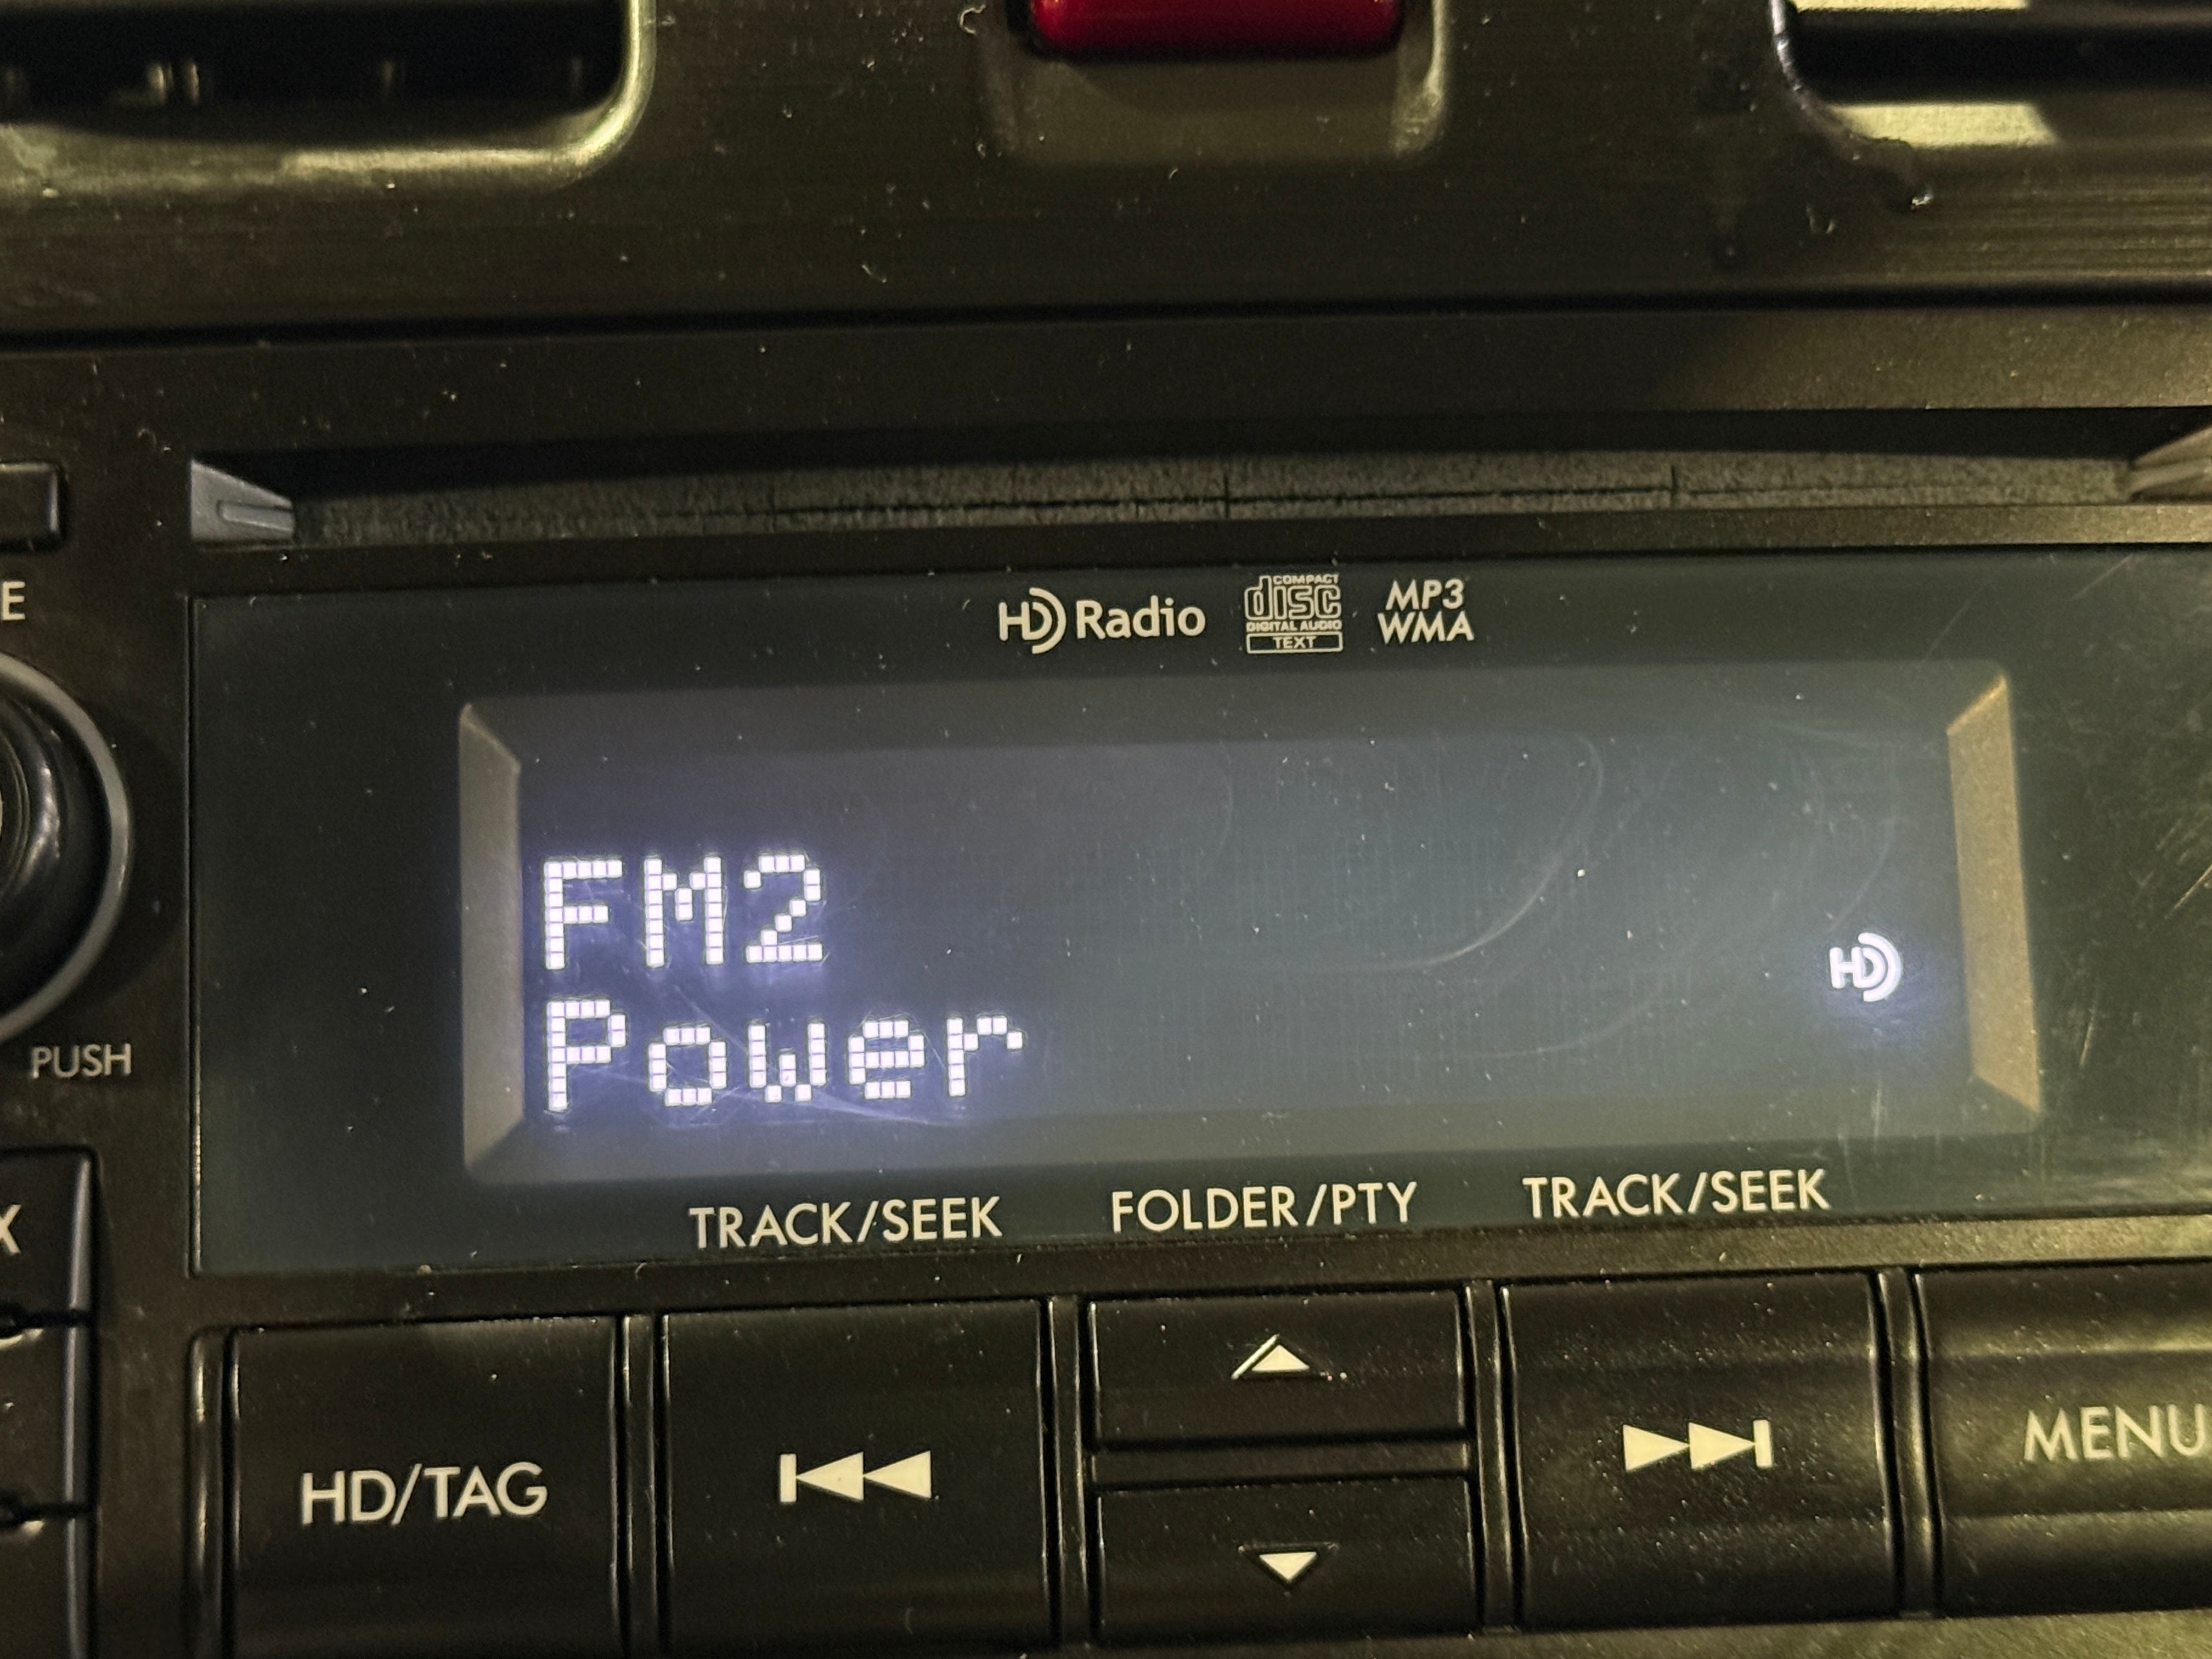 HD Radio
COMPACT
disc
DIGITAL AUDIO
TEXT
MP3
WMA
E
FM2
HD
Power
PUSH
TRACK/SEEK FOLDER/PTY TRACK/SEEK
X
HD/TAG
MENU